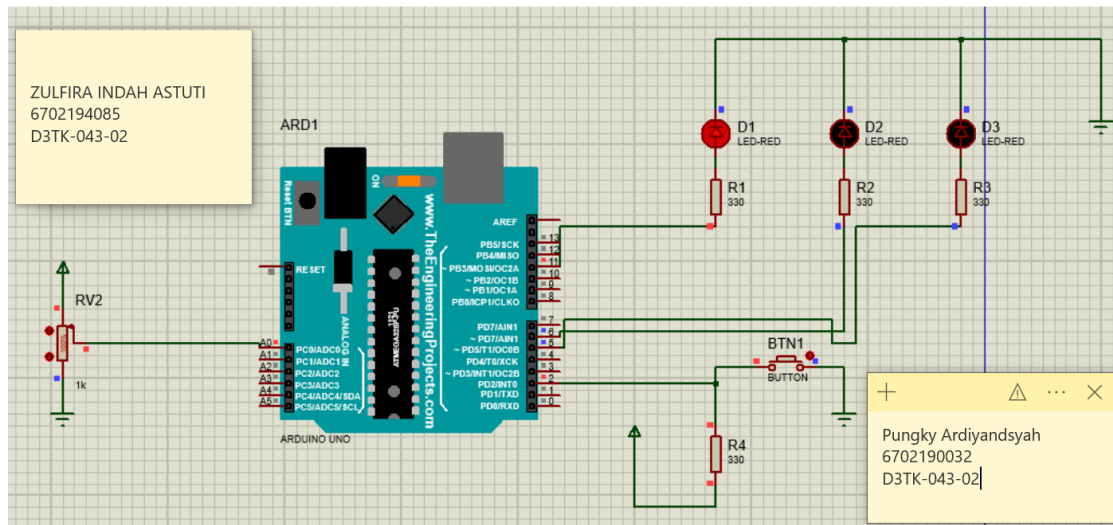 ZULFIRA INDAH ASTUTI
6702194085
D3TK-043-02
ARD1
Reset BTN
ON
www.TheEngineeringProjects.com
ANALOG IN
RESET
AREF
PB5/SCK
PB4/MISO
~ PB3/MOSI/OC2A
~ PB2/OC1B
~ PB1/OC1A
PB0/ICP1/CLKO
PD7/AIN1
~ PD7/AIN1
~ PD5/T1/OC0B
PD4/T0/XCK
~ PD3/INT1/OC2B
PD2/INT0
PD1/TXD
PD0/RXD
13
12
11
10
9
8
7
6
5
4
3
2
1
0
A0
A1
A2
A3
A4
A5
PC0/ADC0
PC1/ADC1
PC2/ADC2
PC3/ADC3
PC4/ADC4/SDA
PC5/ADC5/SCL
ARDUINO UNO
RV2
1k
D1
LED-RED
D2
LED-RED
D3
LED-RED
R1
330
R2
330
R3
330
BTN1
BUTTON
R4
330
Pungky Ardiyandsyah
6702190032
D3TK-043-02